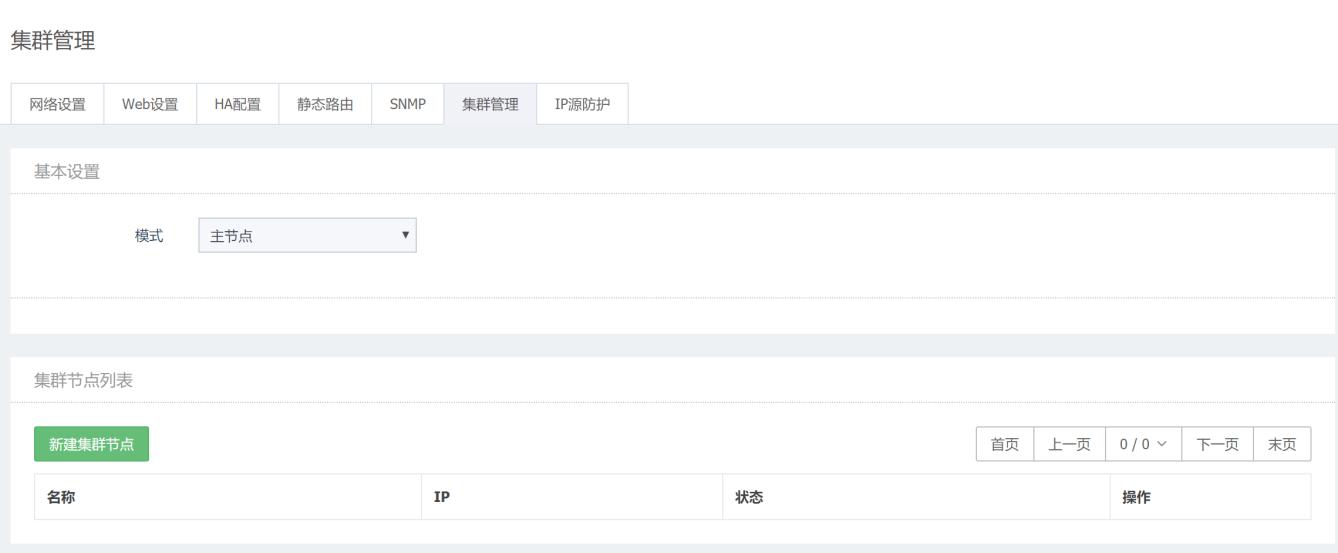 集群管理
网络设置 Web设置 HA配置 静态路由 SNMP 集群管理 IP源防护
基本设置
模式 主节点
集群节点列表
新建集群节点 首页 上一页 0 / 0 下一页 末页
名称 IP 状态 操作